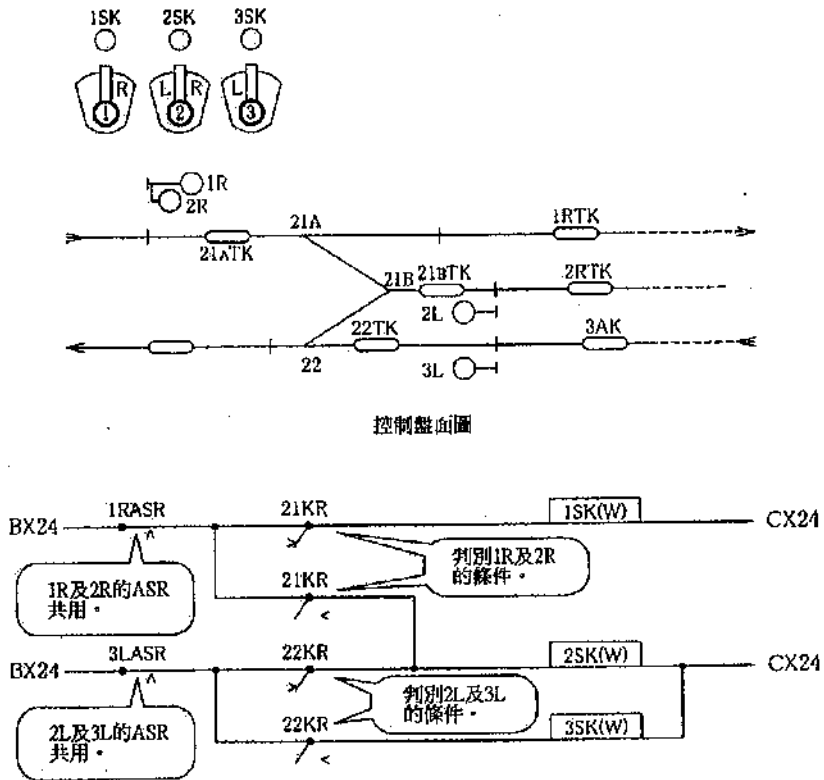 1SK 2SK 3SK
R L R L
① ② ③
1R
2R
21A 1RTK
21ATK
21B 21BTK 2RTK
2L
22TK 3AK
22 3L
控制盤面圖
BX24 1RASR 21KR 1SK(W) CX24
1R及2R的ASR
共用。
判別1R及2R
的條件。
21KR
BX24 3LASR 22KR 2SK(W) CX24
2L及3L的ASR
共用。
判別2L及3L
的條件。
22KR 3SK(W)